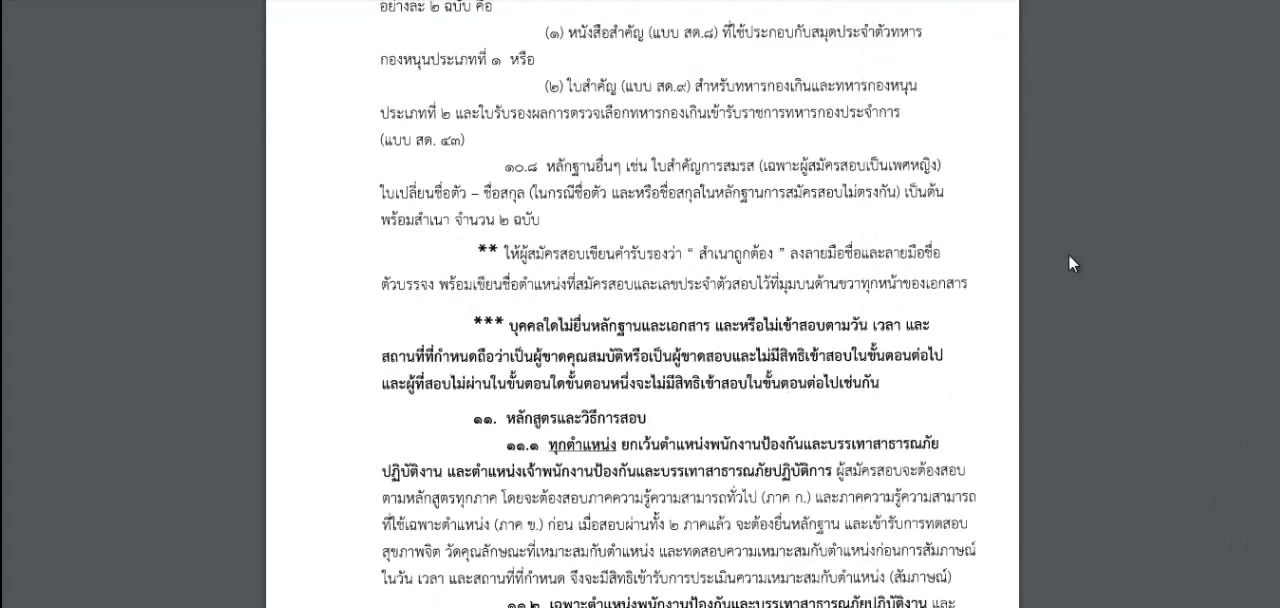 อย่างละ ๒ ฉบับ คือ
(๑) หนังสือสำคัญ (แบบ สด.๘) ที่ใช้ประกอบกับสมุดประจำตัวทหาร
กองหนุนประเภทที่ ๑ หรือ
(๒) ใบสำคัญ (แบบ สด.๙) สำหรับทหารกองเกินและทหารกองหนุน
ประเภทที่ ๒ และใบรับรองผลการตรวจเลือกทหารกองเกินเข้ารับราชการทหารกองประจำการ
(แบบ สด. ๔๓)
๑๐.๘ หลักฐานอื่นๆ เช่น ใบสำคัญการสมรส (เฉพาะผู้สมัครสอบเป็นเพศหญิง)
ใบเปลี่ยนชื่อตัว – ชื่อสกุล (ในกรณีชื่อตัว และหรือชื่อสกุลในหลักฐานการสมัครสอบไม่ตรงกัน) เป็นต้น
พร้อมสำเนา จำนวน ๒ ฉบับ
** ให้ผู้สมัครสอบเขียนคำรับรองว่า “ สำเนาถูกต้อง ” ลงลายมือชื่อและลายมือชื่อ
ตัวบรรจง พร้อมเขียนชื่อตำแหน่งที่สมัครสอบและเลขประจำตัวสอบไว้ที่มุมบนด้านขวาทุกหน้าของเอกสาร
*** บุคคลใดไม่ยื่นหลักฐานและเอกสาร และหรือไม่เข้าสอบตามวัน เวลา และ
สถานที่ที่กำหนดถือว่าเป็นผู้ขาดคุณสมบัติหรือเป็นผู้ขาดสอบและไม่มีสิทธิเข้าสอบในขั้นตอนต่อไป
และผู้ที่สอบไม่ผ่านในขั้นตอนใดขั้นตอนหนึ่งจะไม่มีสิทธิเข้าสอบในขั้นตอนต่อไปเช่นกัน
๑๑. หลักสูตรและวิธีการสอบ
๑๑.๑ ทุกตำแหน่ง ยกเว้นตำแหน่งพนักงานป้องกันและบรรเทาสาธารณภัย
ปฏิบัติงาน และตำแหน่งเจ้าพนักงานป้องกันและบรรเทาสาธารณภัยปฏิบัติการ ผู้สมัครสอบจะต้องสอบ
ตามหลักสูตรทุกภาค โดยจะต้องสอบภาคความรู้ความสามารถทั่วไป (ภาค ก.) และภาคความรู้ความสามารถ
ที่ใช้เฉพาะตำแหน่ง (ภาค ข.) ก่อน เมื่อสอบผ่านทั้ง ๒ ภาคแล้ว จะต้องยื่นหลักฐาน และเข้ารับการทดสอบ
สุขภาพจิต วัดคุณลักษณะที่เหมาะสมกับตำแหน่ง และทดสอบความเหมาะสมกับตำแหน่งก่อนการสัมภาษณ์
ในวัน เวลา และสถานที่ที่กำหนด จึงจะมีสิทธิเข้ารับการประเมินความเหมาะสมกับตำแหน่ง (สัมภาษณ์)
๑๑.๒ เฉพาะตำแหน่งพนักงานป้องกันและบรรเทาสาธารณภัยปฏิบัติงาน และ